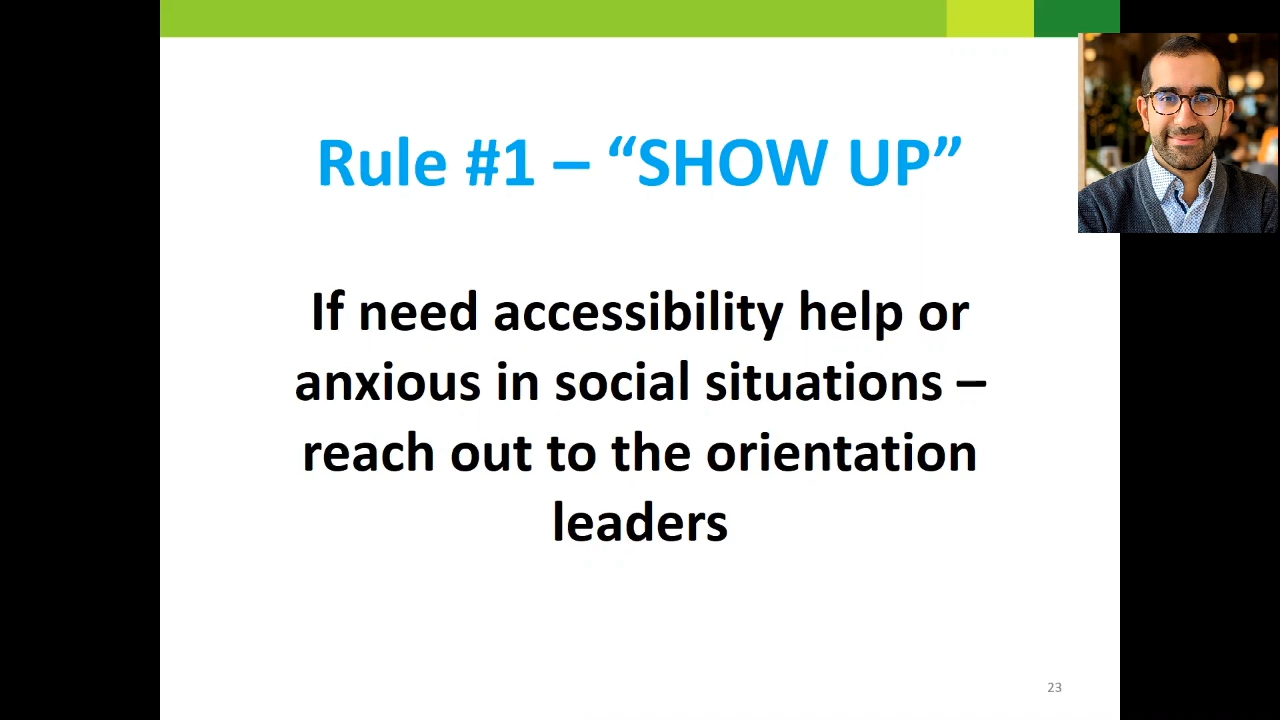 Rule #1 – “SHOW UP”
If need accessibility help or
anxious in social situations –
reach out to the orientation
leaders
23